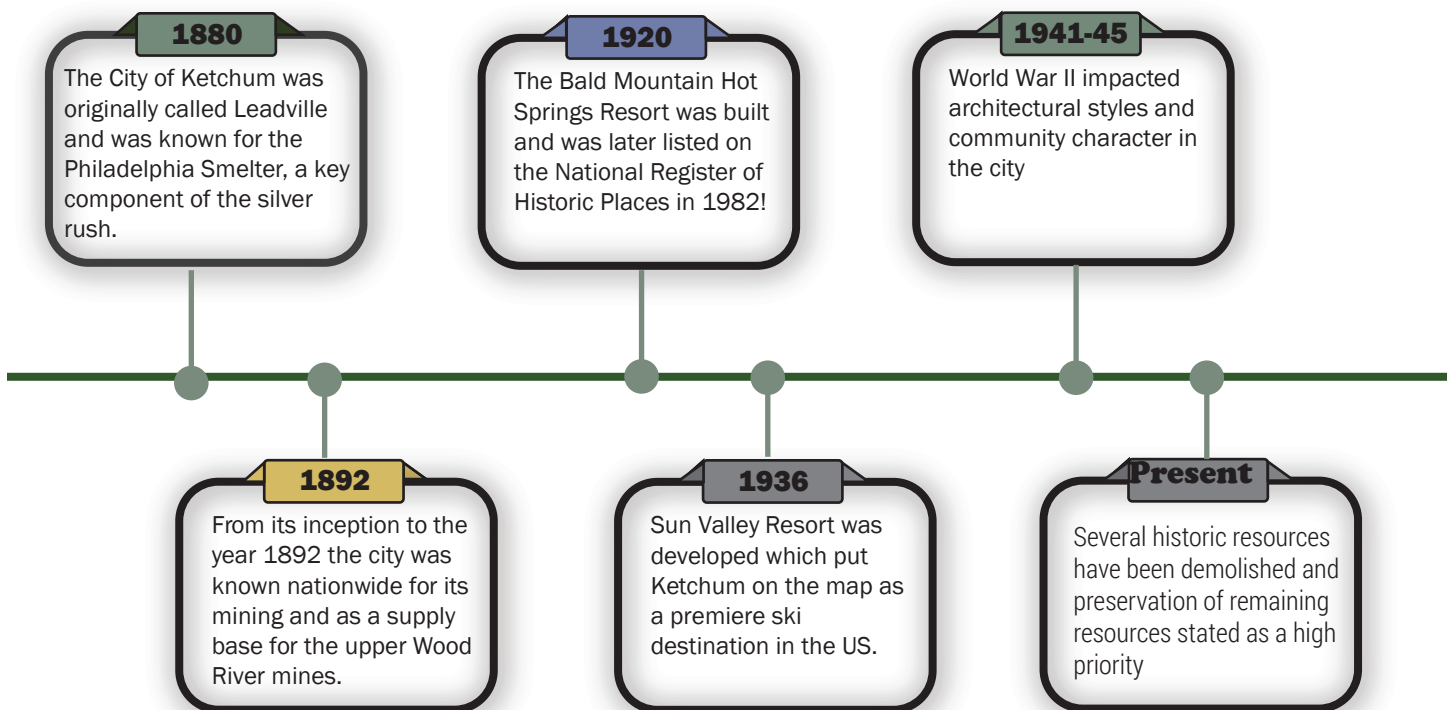 1880
The City of Ketchum was
originally called Leadville
and was known for the
Philadelphia Smelter, a key
component of the silver
rush.
1892
From its inception to the
year 1892 the city was
known nationwide for its
mining and as a supply
base for the upper Wood
River mines.
1920
The Bald Mountain Hot
Springs Resort was built
and was later listed on
the National Register of
Historic Places in 1982!
1936
Sun Valley Resort was
developed which put
Ketchum on the map as
a premiere ski
destination in the US.
1941-45
World War II impacted
architectural styles and
community character in
the city
Present
Several historic resources
have been demolished and
preservation of remaining
resources stated as a high
priority